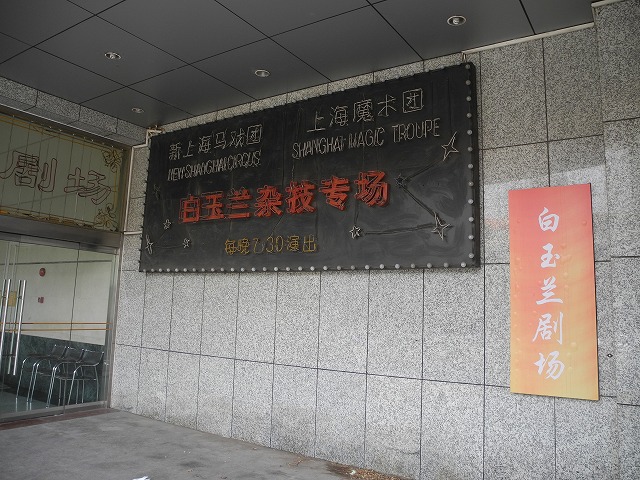 剧场
新上海马戏团
NEW SHANGHAI CIRCUS
上海魔术团
SHANGHAI MAGIC TROUPE
白玉兰杂技专场
每晚7:30演出
白玉兰剧场